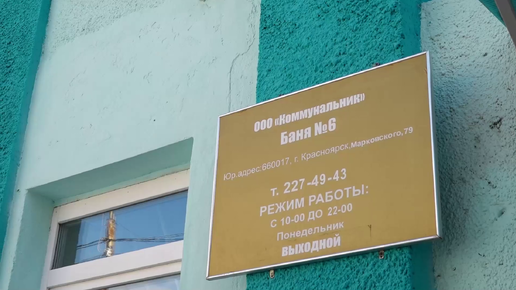 ООО «Коммунальник»
Баня №6
Юр.адрес:660017, г. Красноярск,Марковского,79
т. 227-49-43
РЕЖИМ РАБОТЫ:
С 10-00 ДО 22-00
Понедельник
ВЫХОДНОЙ